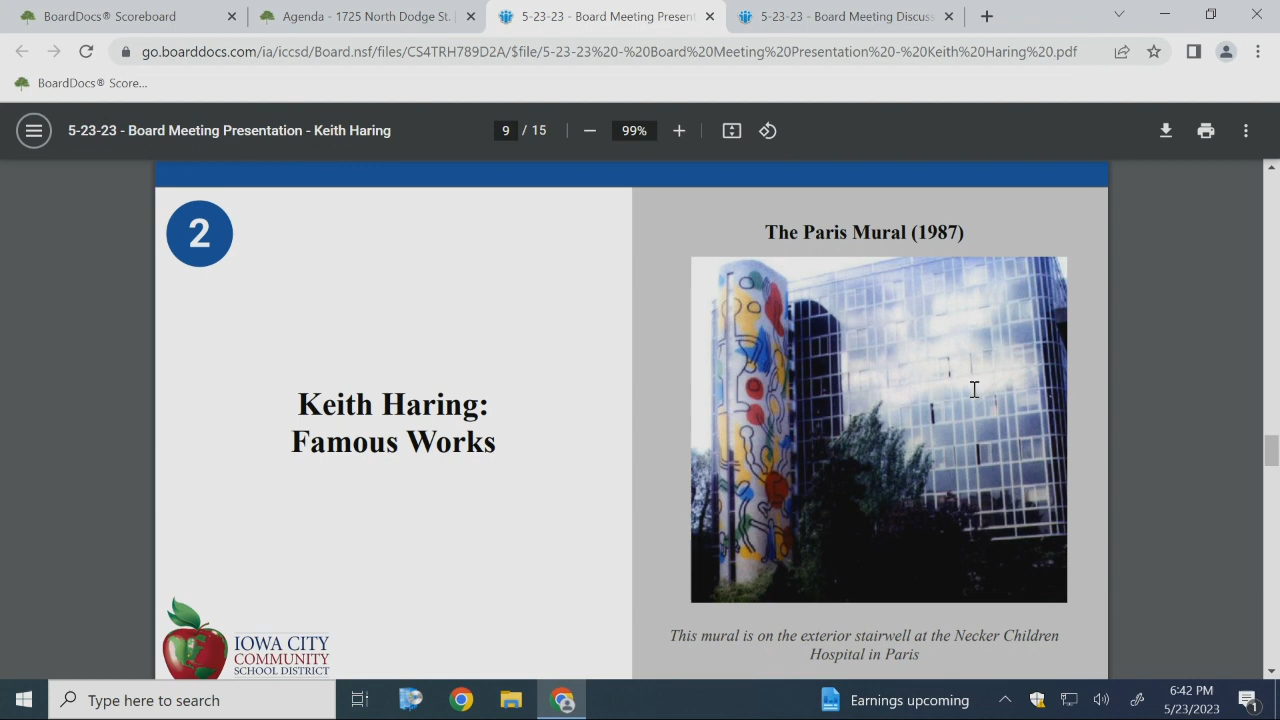 BoardDocs® Scoreboard
Agenda - 1725 North Dodge St. |
5-23-23 - Board Meeting Present
5-23-23 - Board Meeting Discuss
go.boarddocs.com/ia/iccsd/Board.nsf/files/CS4TRH789D2A/$file/5-23-23%20-%20Board%20Meeting%20Presentation%20-%20Keith%20Haring%20.pdf
BoardDocs® Score...
5-23-23 - Board Meeting Presentation - Keith Haring
9 / 15
99%
2
The Paris Mural (1987)
Keith Haring:
Famous Works
This mural is on the exterior stairwell at the Necker Children
Hospital in Paris
IOWA CITY
COMMUNITY
SCHOOL DISTRICT
Type here to search
Earnings upcoming
6:42 PM
5/23/2023
1